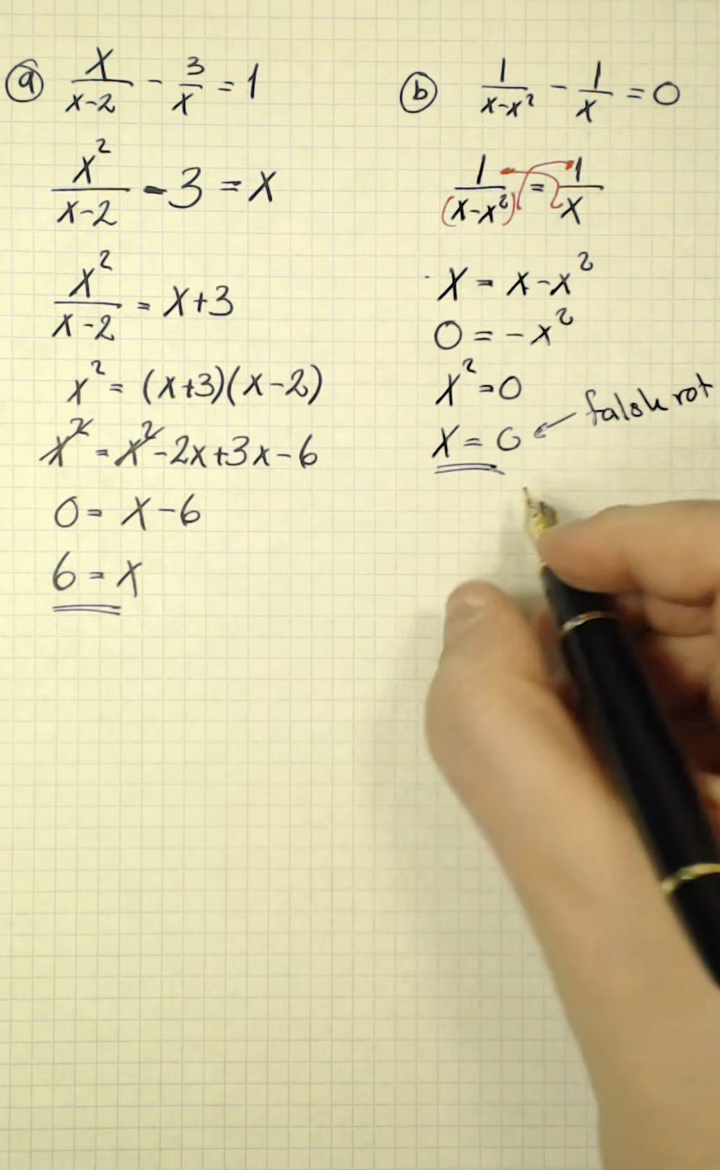 a x/(x-2) - 3/x = 1
x²/(x-2) - 3 = x
x²/(x-2) = x+3
x² = (x+3)(x-2)
x² = x² - 2x + 3x - 6
0 = x - 6
6 = x
b 1/(x-x²) - 1/x = 0
1/(x-x²) = 1/x
x = x - x²
0 = -x²
x² = 0
x = 0 ← falsk rot